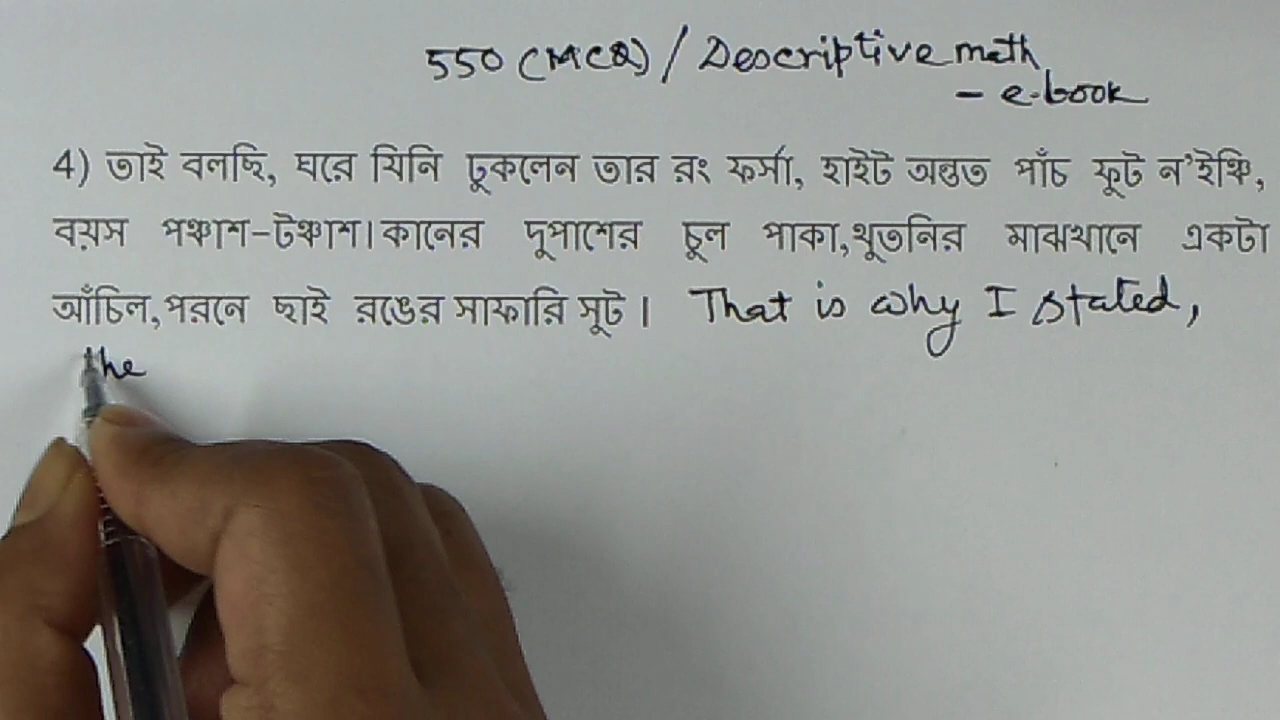 550 (MCQ) / Descriptive math
- e-book
4) তাই বলছি, ঘরে যিনি ঢুকলেন তার রং ফর্সা, হাইট অন্তত পাঁচ ফূট ন'ইঞ্চি,
বয়স পঞ্চাশ-টঞ্চাশ। কানের দূপাশের চুল পাকা,থূতনির মাঝখানে একটা
আঁচিল,পরনে ছাই রঙের সাফারি সূট। That is why I stated,
the